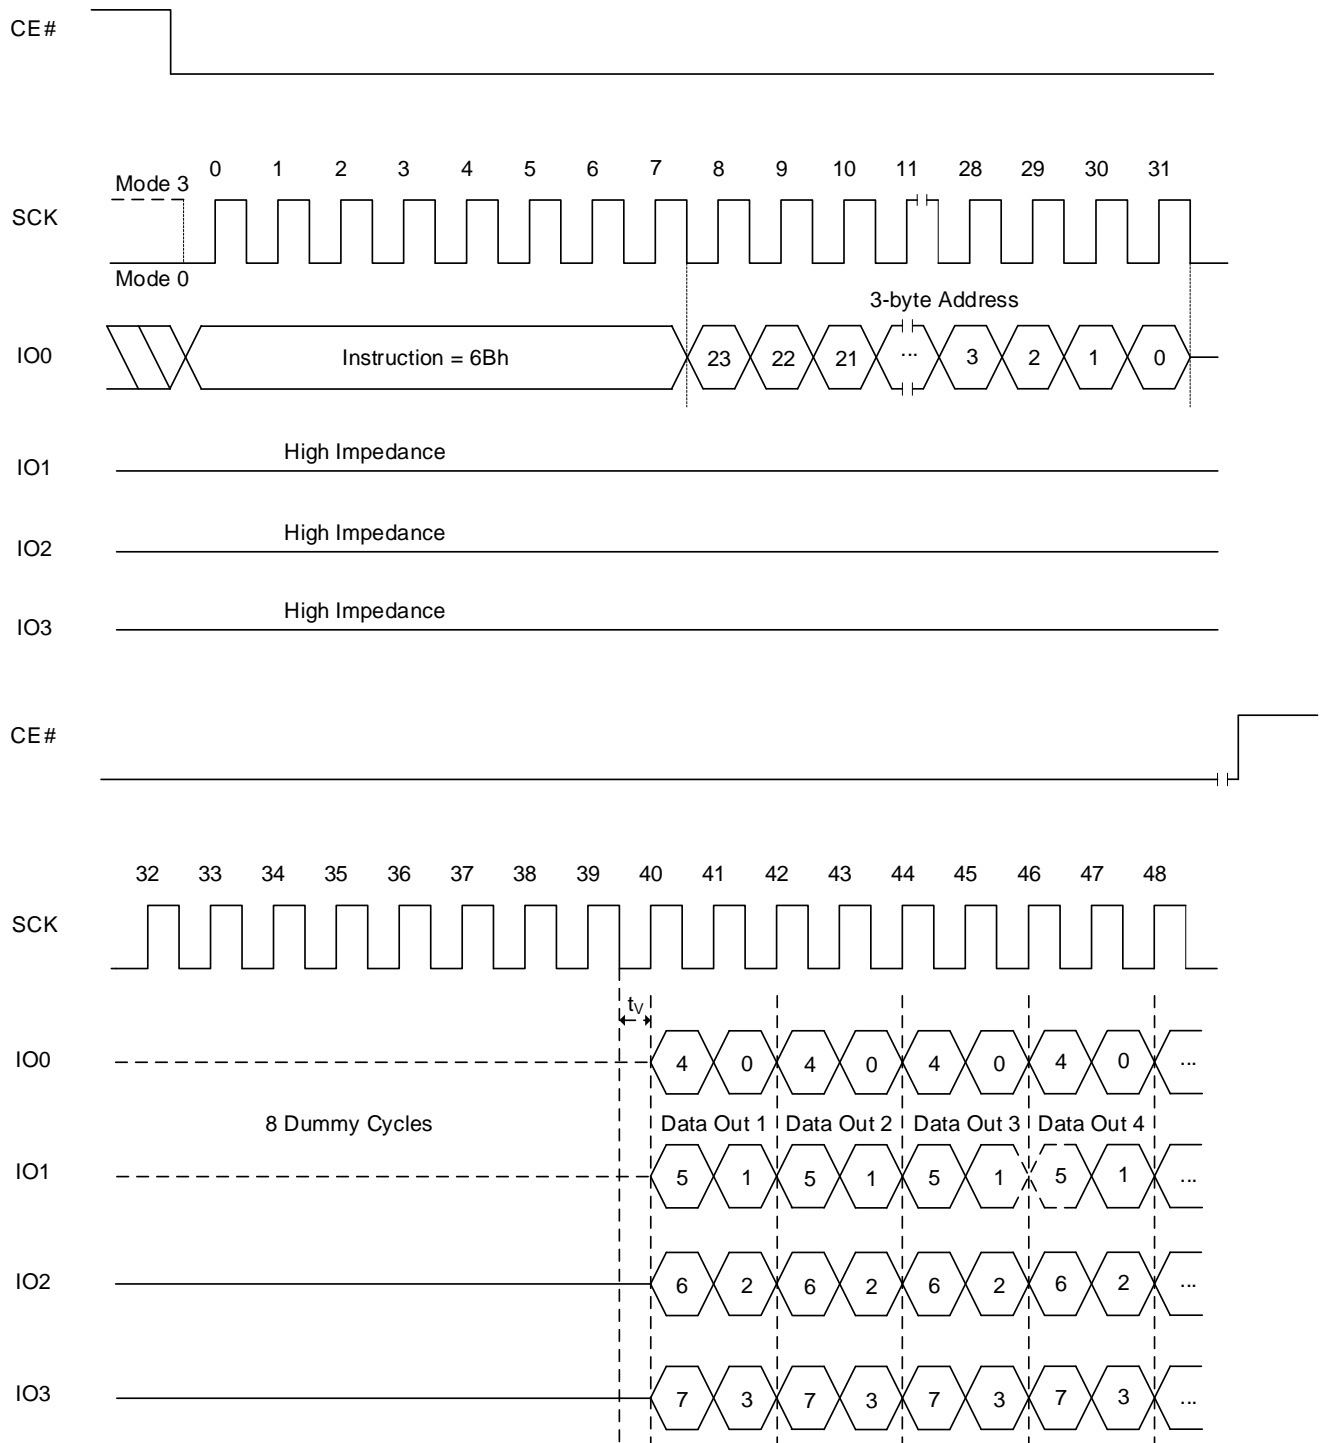 CE#
0 1 2 3 4 5 6 7 8 9 10 11 28 29 30 31
Mode 3
SCK
Mode 0
3-byte Address
IO0 Instruction = 6Bh 23 22 21 ... 3 2 1 0
High Impedance
IO1
High Impedance
IO2
High Impedance
IO3
CE#
32 33 34 35 36 37 38 39 40 41 42 43 44 45 46 47 48
SCK
tV
IO0 4 0 4 0 4 0 4 0 ...
8 Dummy Cycles Data Out 1 Data Out 2 Data Out 3 Data Out 4
IO1 5 1 5 1 5 1 5 1 ...
IO2 6 2 6 2 6 2 6 2 ...
IO3 7 3 7 3 7 3 7 3 ...